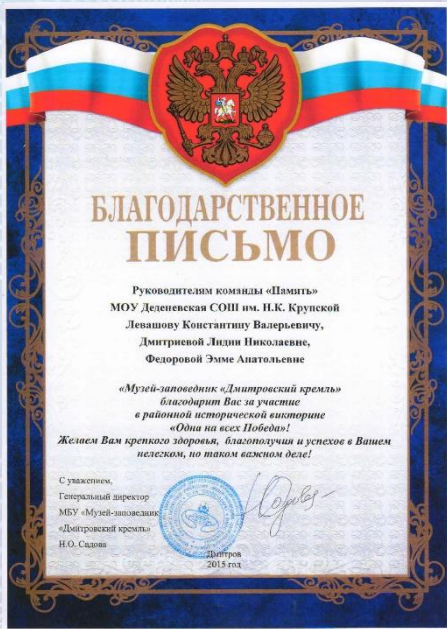 БЛАГОДАРСТВЕННОЕ
ПИСЬМО
Руководителям команды «Память»
МОУ Деденевская СОШ им. Н.К. Крупской
Левашову Константину Валерьевичу,
Дмитриевой Лидии Николаевне,
Федоровой Эмме Анатольевне
«Музей-заповедник «Дмитровский кремль»
благодарит Вас за участие
в районной исторической викторине
«Одна на всех Победа»!
Желаем Вам крепкого здоровья, благополучия и успехов в Вашем
нелегком, но таком важном деле!
С уважением,
Генеральный директор
МБУ «Музей-заповедник
«Дмитровский кремль»
Н.О. Садова
Дмитров
2015 год